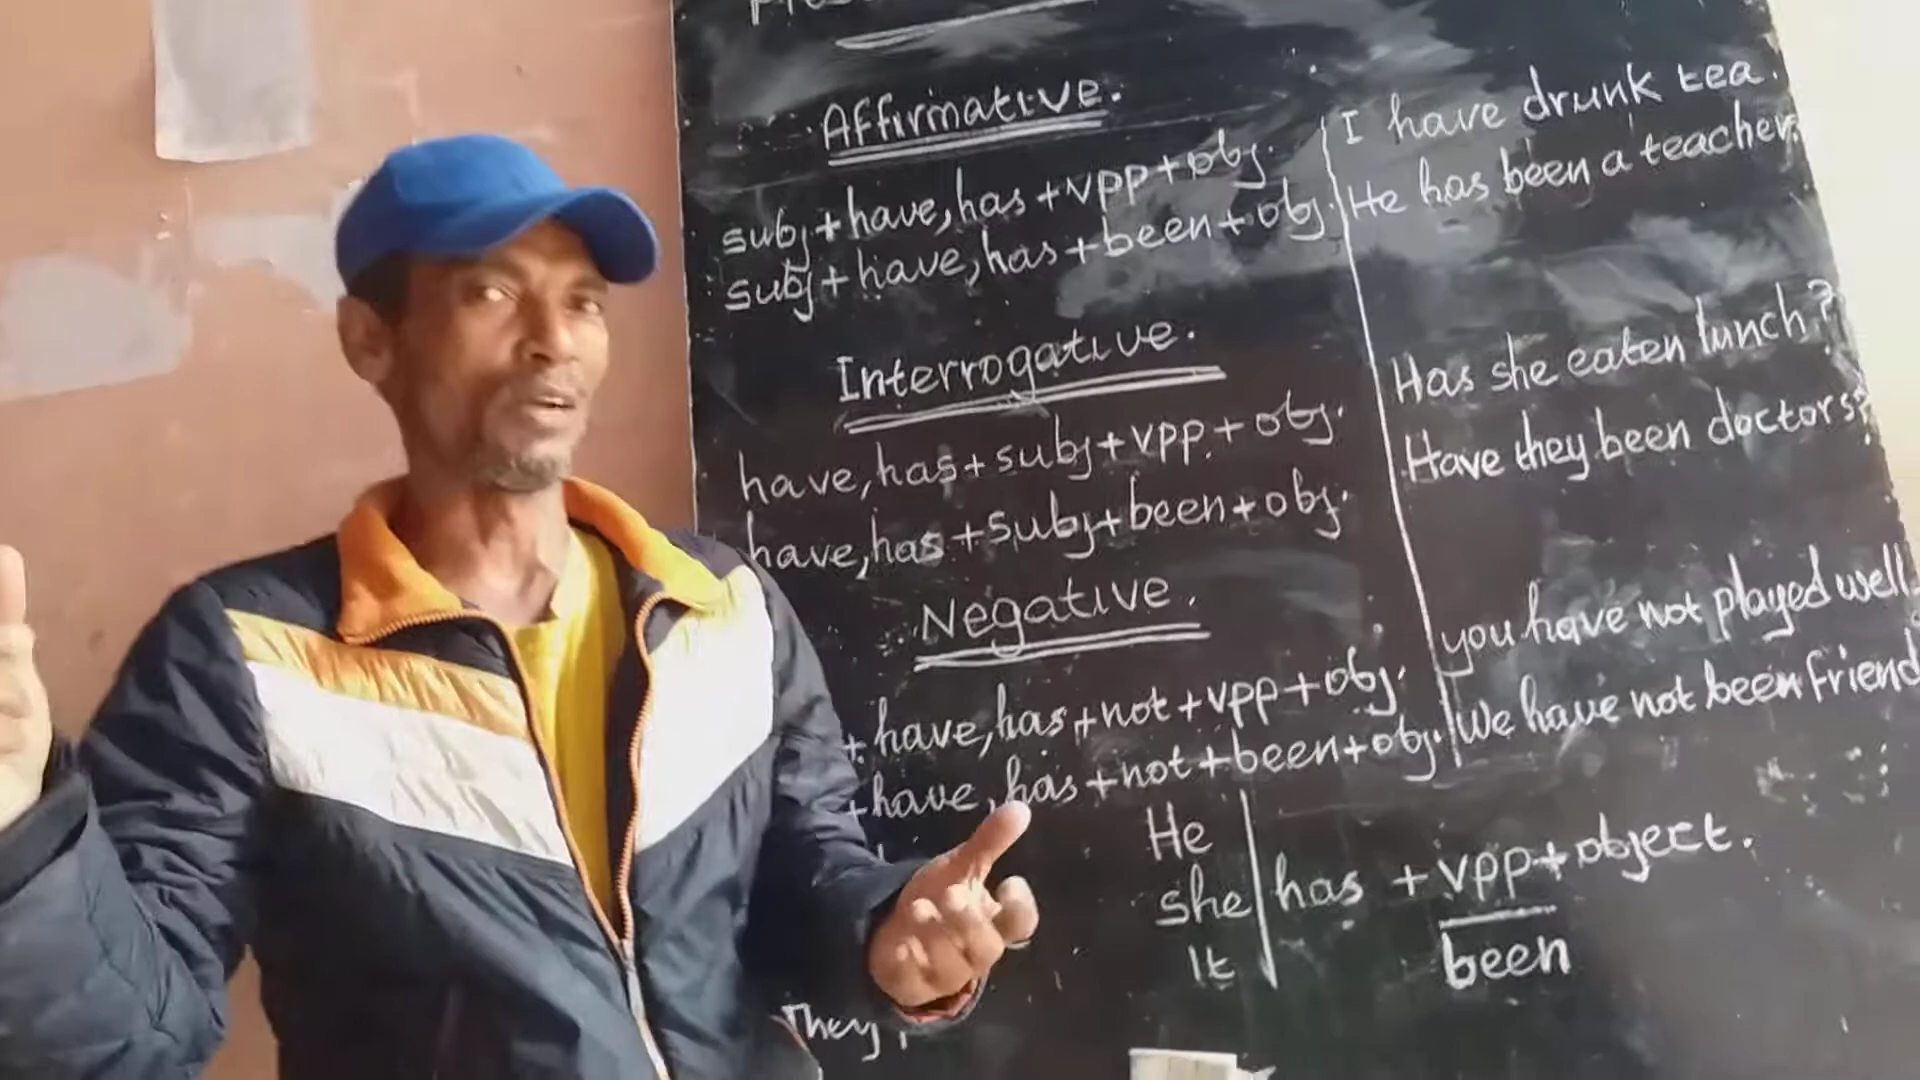 Affirmative.
subj+have,has+vpp+obj.
subj+have,has+been+obj.
I have drunk tea.
He has been a teacher.
Interrogative.
have,has+subj+vpp+obj.
have,has+subj+been+obj.
Has she eaten lunch?
Have they been doctors?
Negative.
+have,has+not+vpp+obj.
+have,has+not+been+obj.
you have not played well.
We have not been friend
He
she
It
has +vpp+object.
been
They